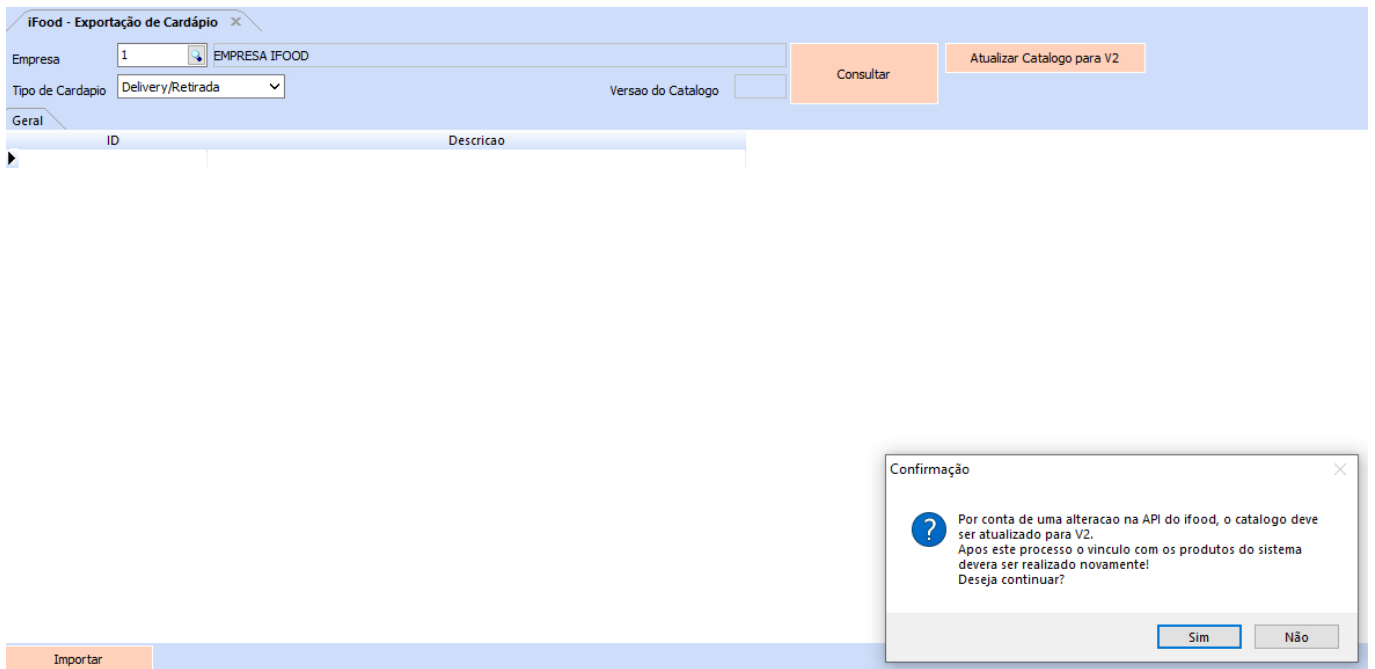 iFood - Exportação de Cardápio
Empresa 1 EMPRESA IFOOD
Consultar
Atualizar Catalogo para V2
Tipo de Cardapio Delivery/Retirada Versao do Catalogo
Geral
ID Descricao
Confirmação
Por conta de uma alteracao na API do ifood, o catalogo deve
ser atualizado para V2.
Apos este processo o vinculo com os produtos do sistema
devera ser realizado novamente!
Deseja continuar?
Sim Não
Importar